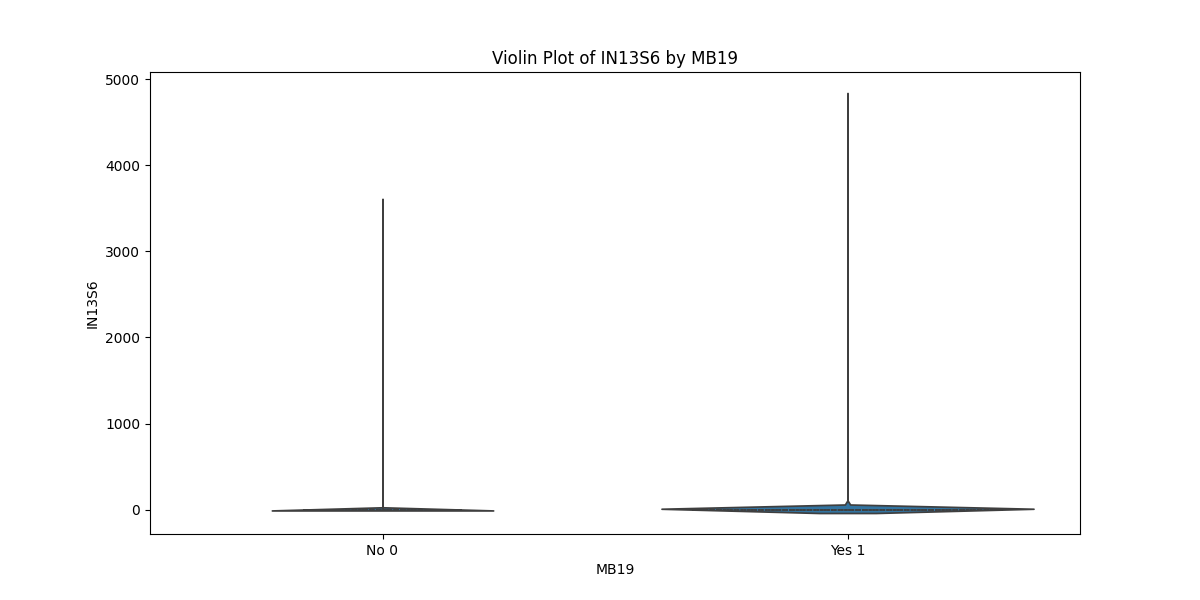 Violin Plot of IN13S6 by MB19
5000
4000
3000
2000
1000
0
IN13S6
No 0
Yes 1
MB19